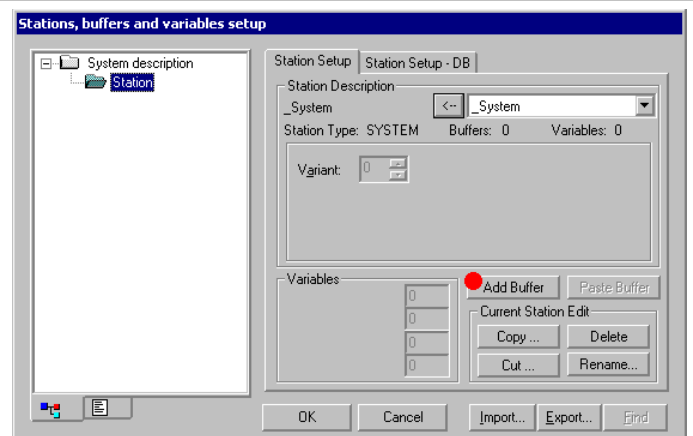 Stations, buffers and variables setup
System description
Station
Station Setup
Station Setup - DB
Station Description
_System
<--
_System
Station Type: SYSTEM
Buffers: 0
Variables: 0
Variant:
0
Variables
0
0
0
0
Add Buffer
Paste Buffer
Current Station Edit
Copy ...
Delete
Cut ...
Rename...
OK
Cancel
Import...
Export...
Find